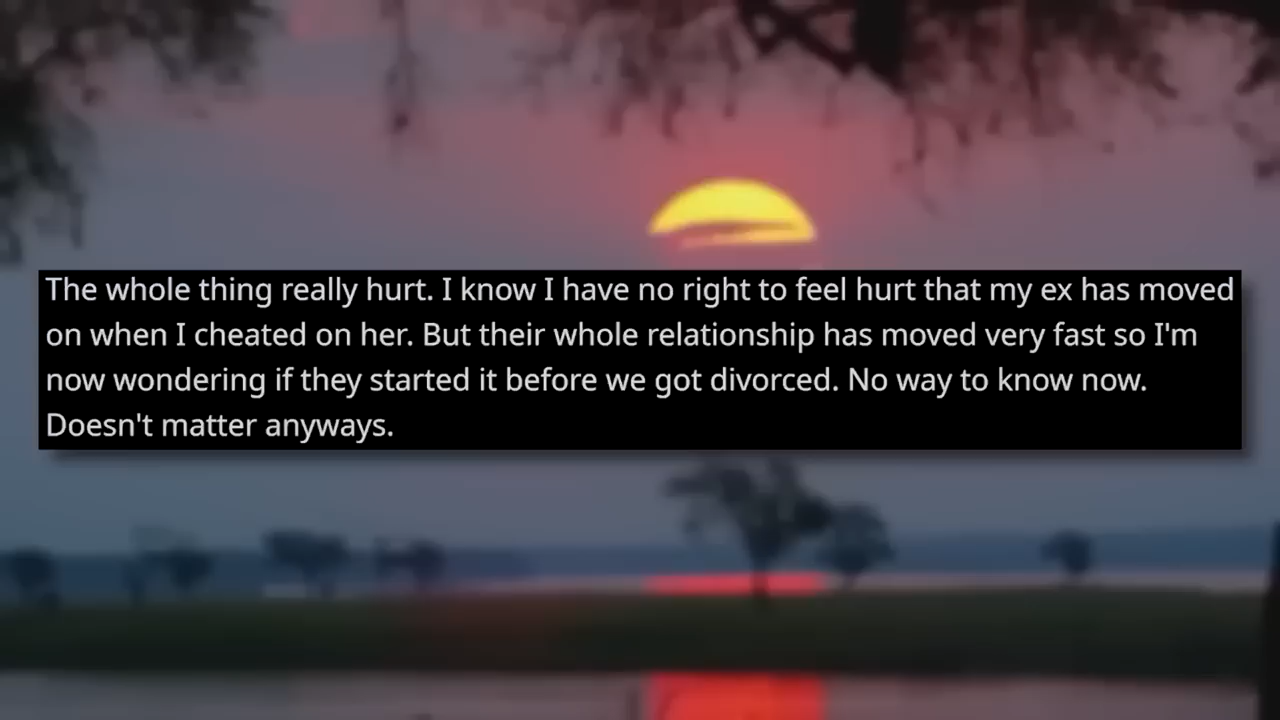 The whole thing really hurt. I know I have no right to feel hurt that my ex has moved
on when I cheated on her. But their whole relationship has moved very fast so I'm
now wondering if they started it before we got divorced. No way to know now.
Doesn't matter anyways.